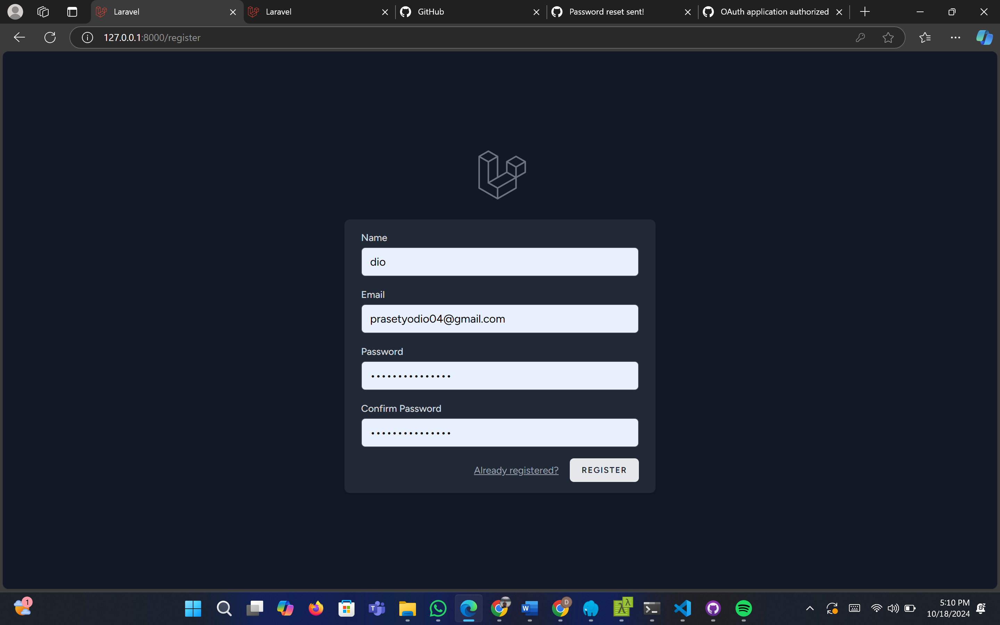 Laravel
Laravel
GitHub
Password reset sent!
OAuth application authorized
127.0.0.1:8000/register
Name
dio
Email
prasetyodio04@gmail.com
Password
Confirm Password
Already registered?
REGISTER
1
T
W
D
λ
λ
5:10 PM
10/18/2024